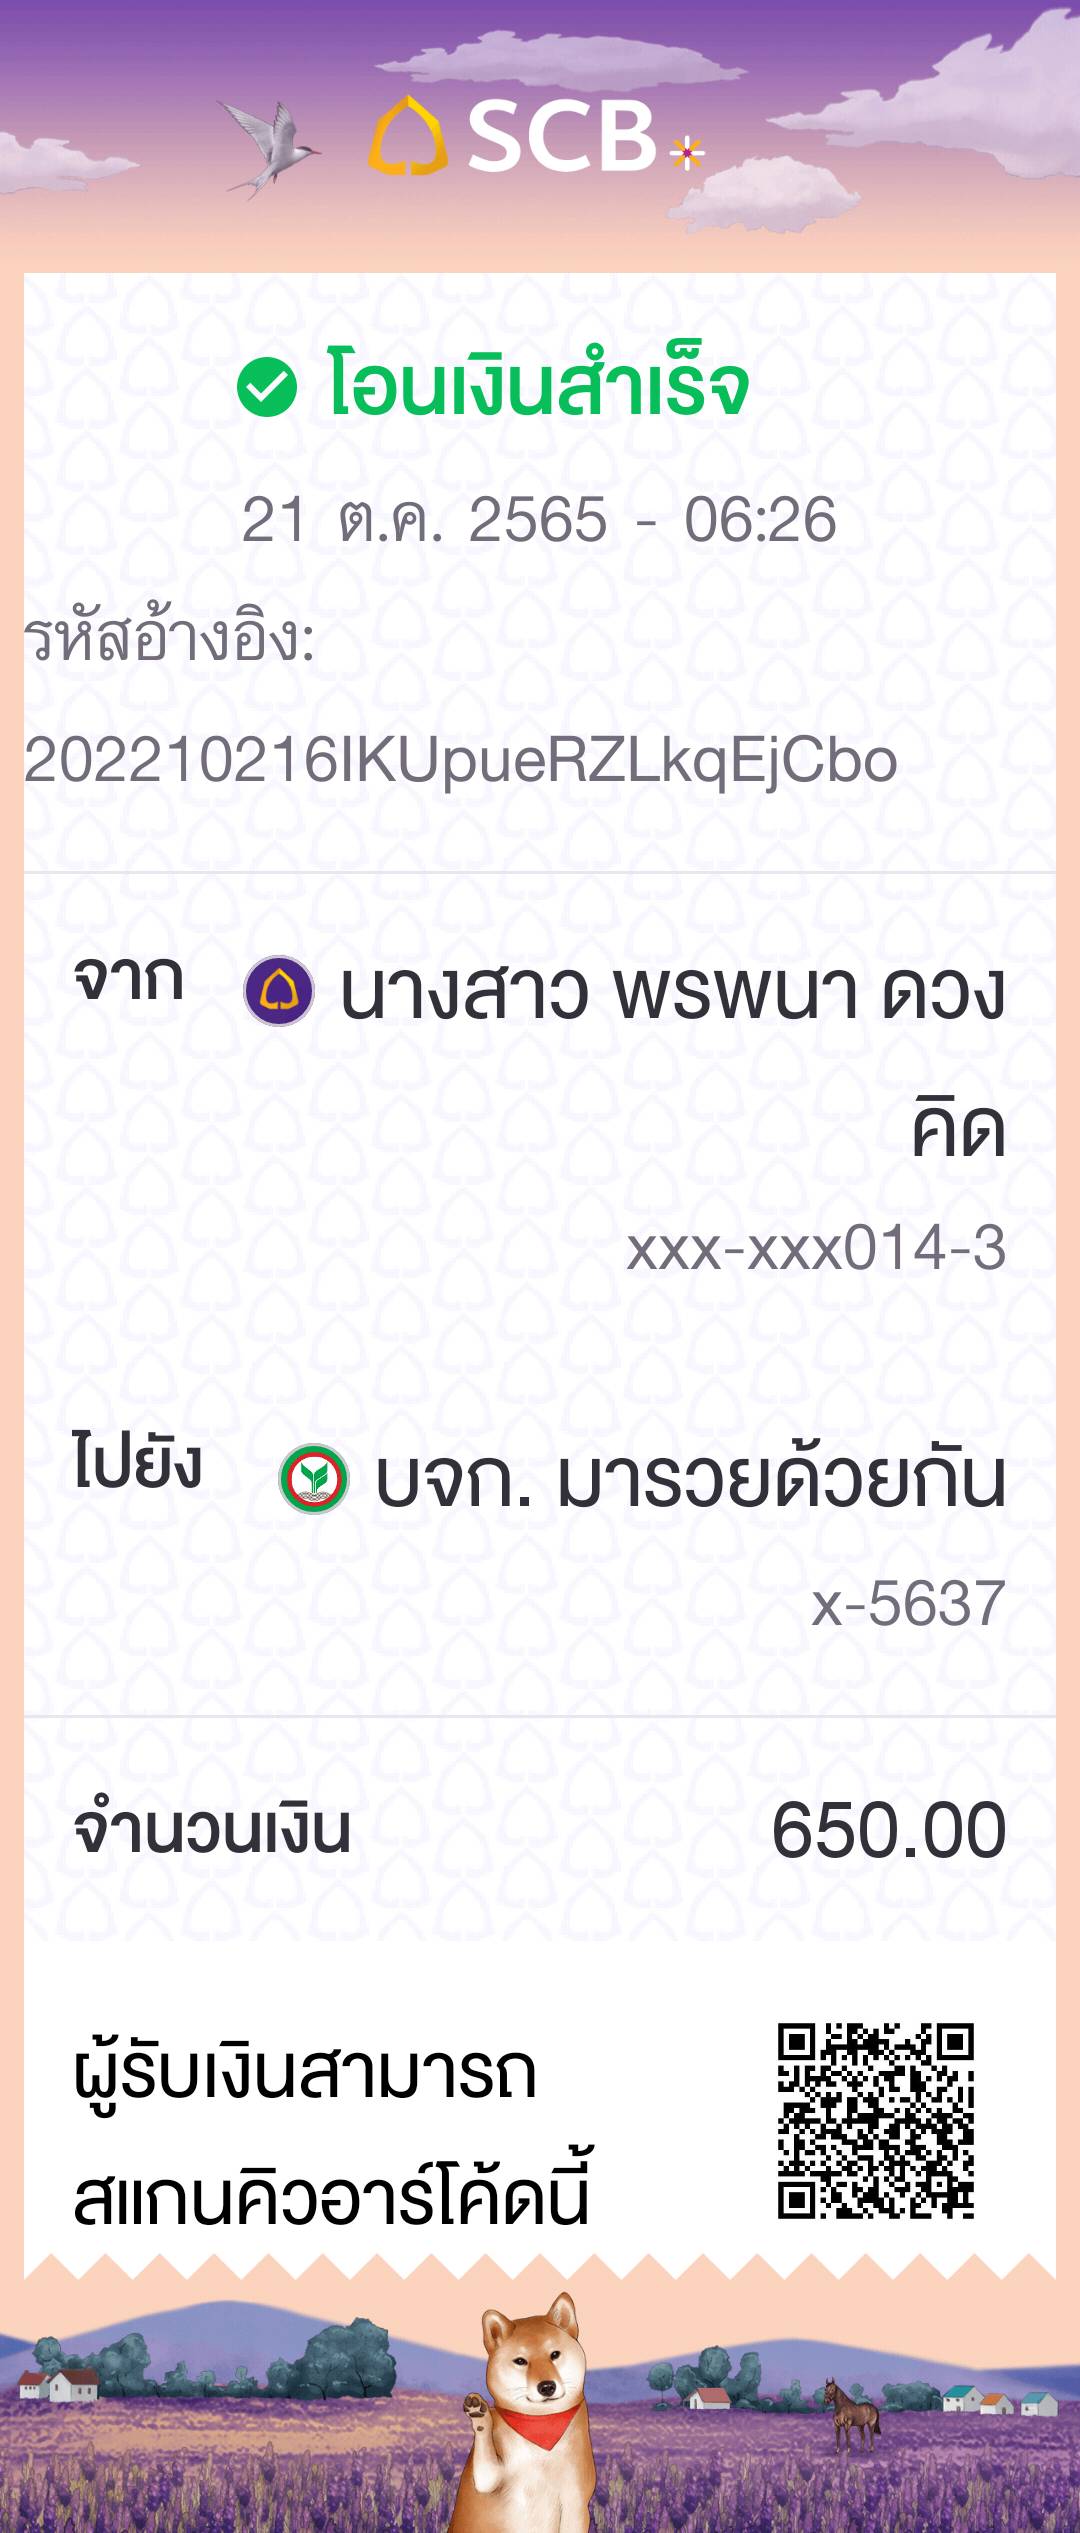 SCB
โอนเงินสำเร็จ
21 ต.ค. 2565 - 06:26
รหัสอ้างอิง:
202210216IKUpueRZLkqEjCbo
จาก นางสาว พรพนา ดวง
คิด
xxx-xxx014-3
ไปยัง บจก. มารวยด้วยกัน
x-5637
จำนวนเงิน 650.00
ผู้รับเงินสามารถ
สแกนคิวอาร์โค้ดนี้